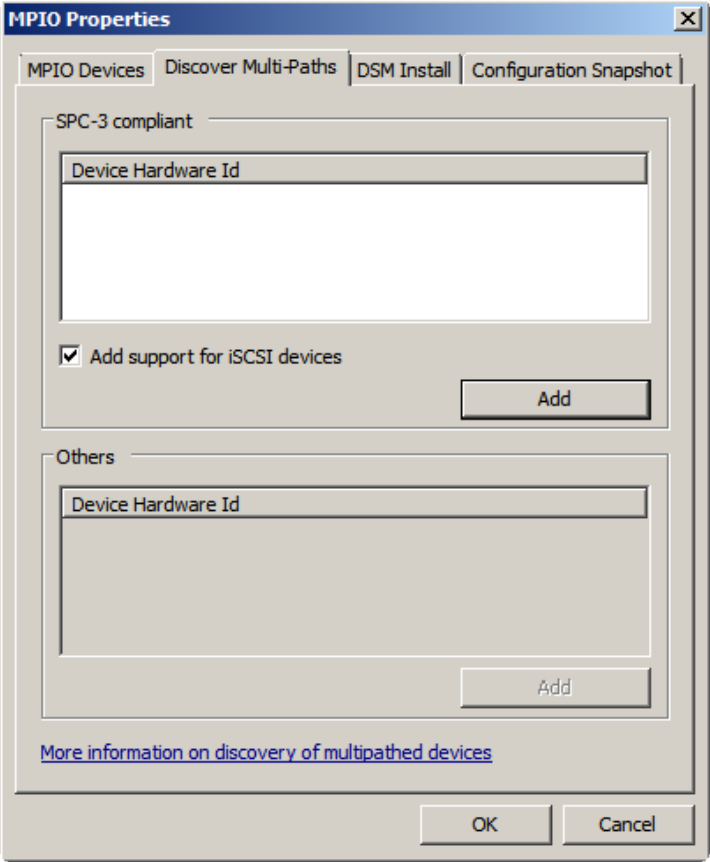 MPIO Properties
MPIO Devices Discover Multi-Paths DSM Install Configuration Snapshot
SPC-3 compliant
Device Hardware Id
Add support for iSCSI devices
Add
Others
Device Hardware Id
Add
More information on discovery of multipathed devices
OK Cancel